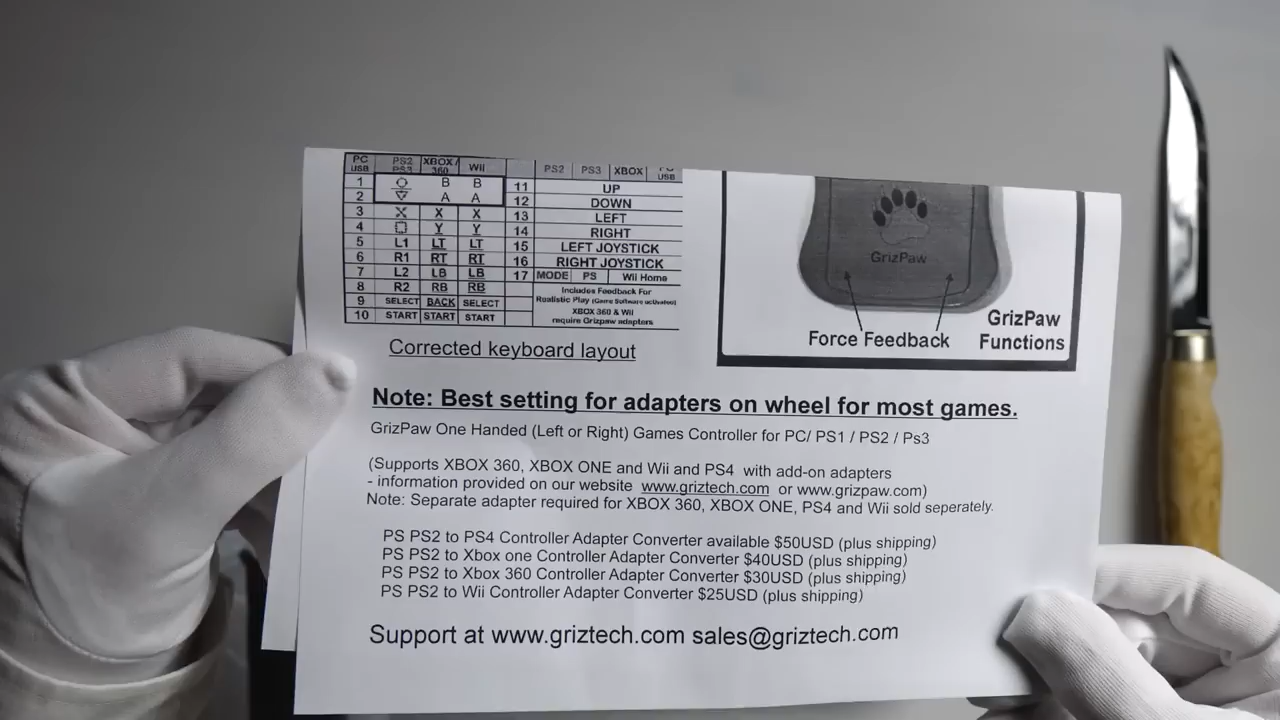 PC USB PS2 PS3 XBOX / 360 Wii
1 B B
2 A A
3 X X X
4 Y Y
5 L1 LT LT
6 R1 RT RT
7 L2 LB LB
8 R2 RB RB
9 SELECT BACK SELECT
10 START START START
PS2 PS3 XBOX USB
11 UP
12 DOWN
13 LEFT
14 RIGHT
15 LEFT JOYSTICK
16 RIGHT JOYSTICK
17 MODE PS Wii Home
Includes Feedback For
Realistic Play (Game Software activated)
XBOX 360 & Wii
require Grizpaw adapters
Corrected keyboard layout
GrizPaw
Force Feedback
GrizPaw
Functions
Note: Best setting for adapters on wheel for most games.
GrizPaw One Handed (Left or Right) Games Controller for PC/ PS1 / PS2 / Ps3
(Supports XBOX 360, XBOX ONE and Wii and PS4 with add-on adapters
- information provided on our website www.griztech.com or www.grizpaw.com)
Note: Separate adapter required for XBOX 360, XBOX ONE, PS4 and Wii sold seperately.
PS PS2 to PS4 Controller Adapter Converter available $50USD (plus shipping)
PS PS2 to Xbox one Controller Adapter Converter $40USD (plus shipping)
PS PS2 to Xbox 360 Controller Adapter Converter $30USD (plus shipping)
PS PS2 to Wii Controller Adapter Converter $25USD (plus shipping)
Support at www.griztech.com sales@griztech.com